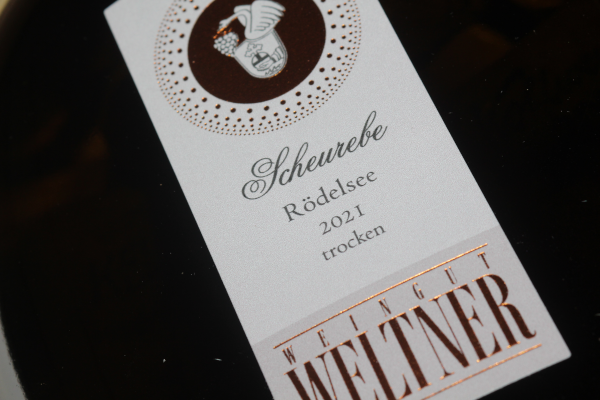 Scheurebe
Rödelsee
2021
trocken
WEINGUT
WELTNER